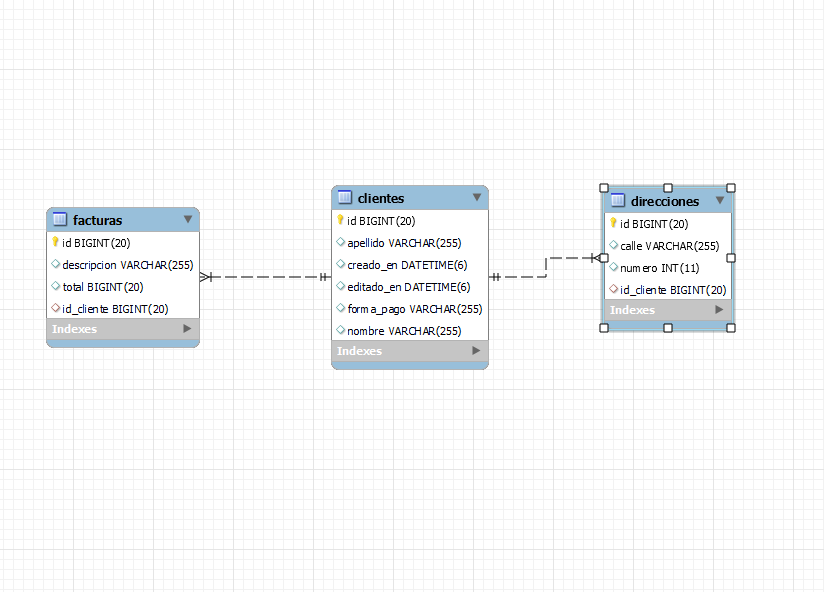 facturas
id BIGINT(20)
descripcion VARCHAR(255)
total BIGINT(20)
id_cliente BIGINT(20)
Indexes
clientes
id BIGINT(20)
apellido VARCHAR(255)
creado_en DATETIME(6)
editado_en DATETIME(6)
forma_pago VARCHAR(255)
nombre VARCHAR(255)
Indexes
direcciones
id BIGINT(20)
calle VARCHAR(255)
numero INT(11)
id_cliente BIGINT(20)
Indexes